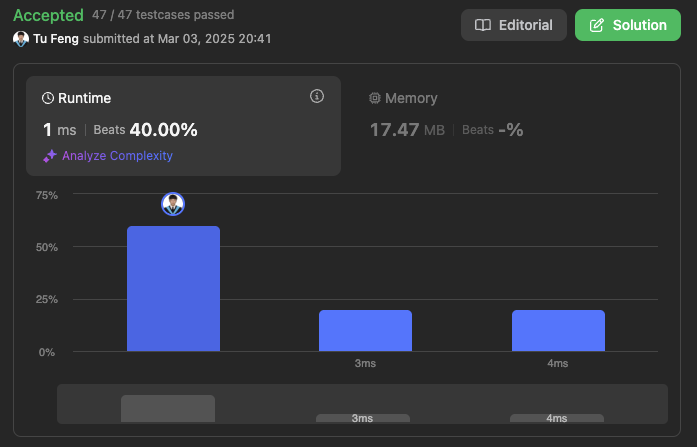 Accepted 47 / 47 testcases passed
Editorial
Solution
Tu Feng submitted at Mar 03, 2025 20:41
Runtime
1 ms | Beats 40.00%
Analyze Complexity
Memory
17.47 MB | Beats -%
75%
50%
25%
0%
3ms 4ms
3ms 4ms